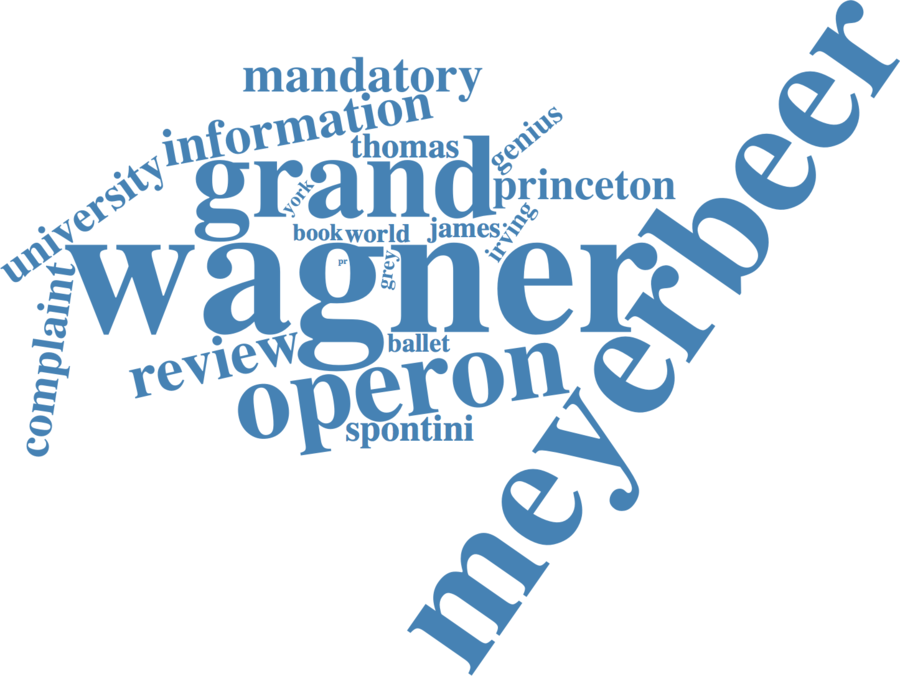 mandatory
information
university
thomas
genius
grand
york
princeton
book
world
james
irving
wagner
pr
grey
complaint
review
ballet
operon
spontini
meyerbeer